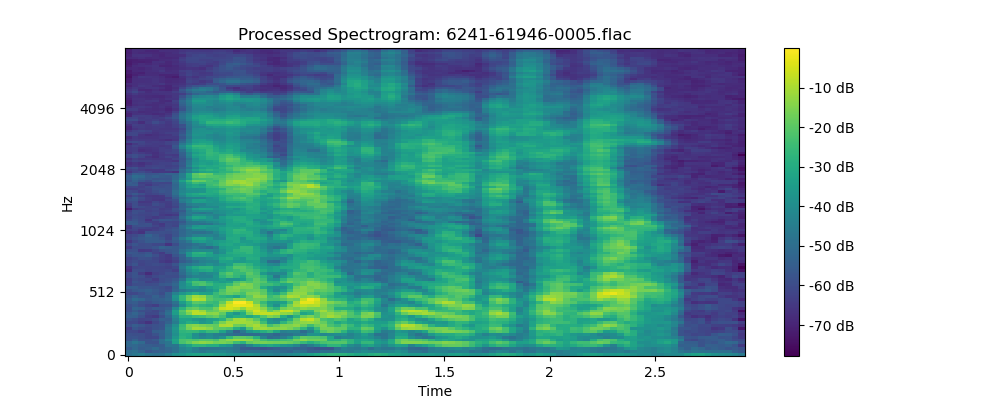 Processed Spectrogram: 6241-61946-0005.flac
Hz
4096
2048
1024
512
0
0
0.5
1
1.5
2
2.5
Time
-10 dB
-20 dB
-30 dB
-40 dB
-50 dB
-60 dB
-70 dB